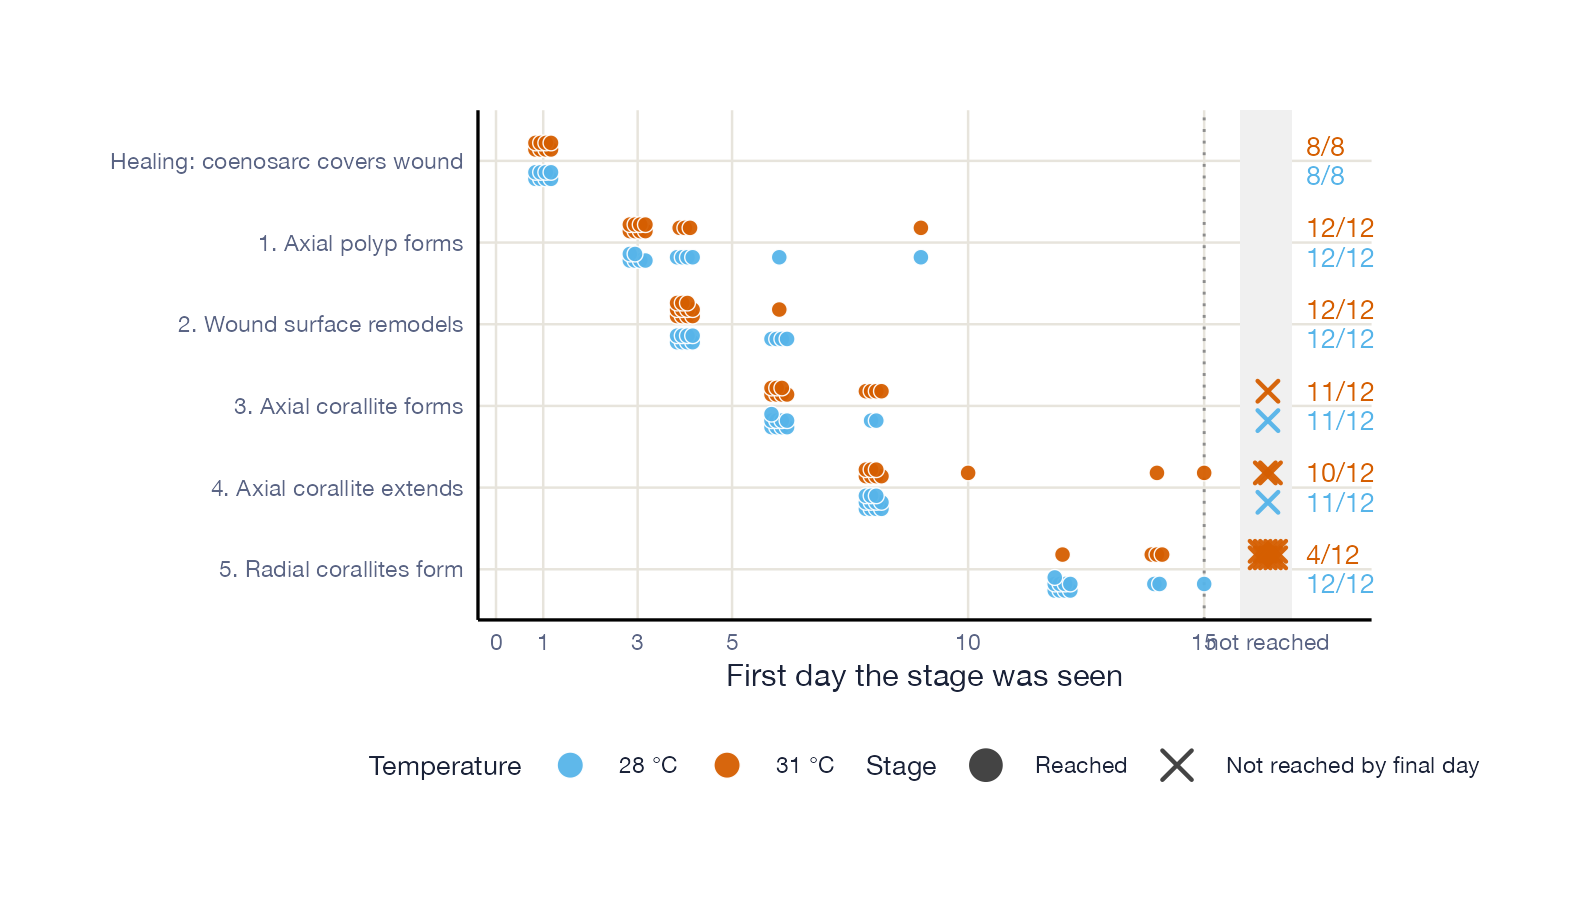 Healing: coenosarc covers wound
8/8
8/8
1. Axial polyp forms
12/12
12/12
2. Wound surface remodels
12/12
12/12
3. Axial corallite forms
11/12
11/12
4. Axial corallite extends
10/12
11/12
5. Radial corallites form
4/12
12/12
0 1 3 5 10 15 not reached
First day the stage was seen
Temperature 28 °C 31 °C Stage Reached Not reached by final day